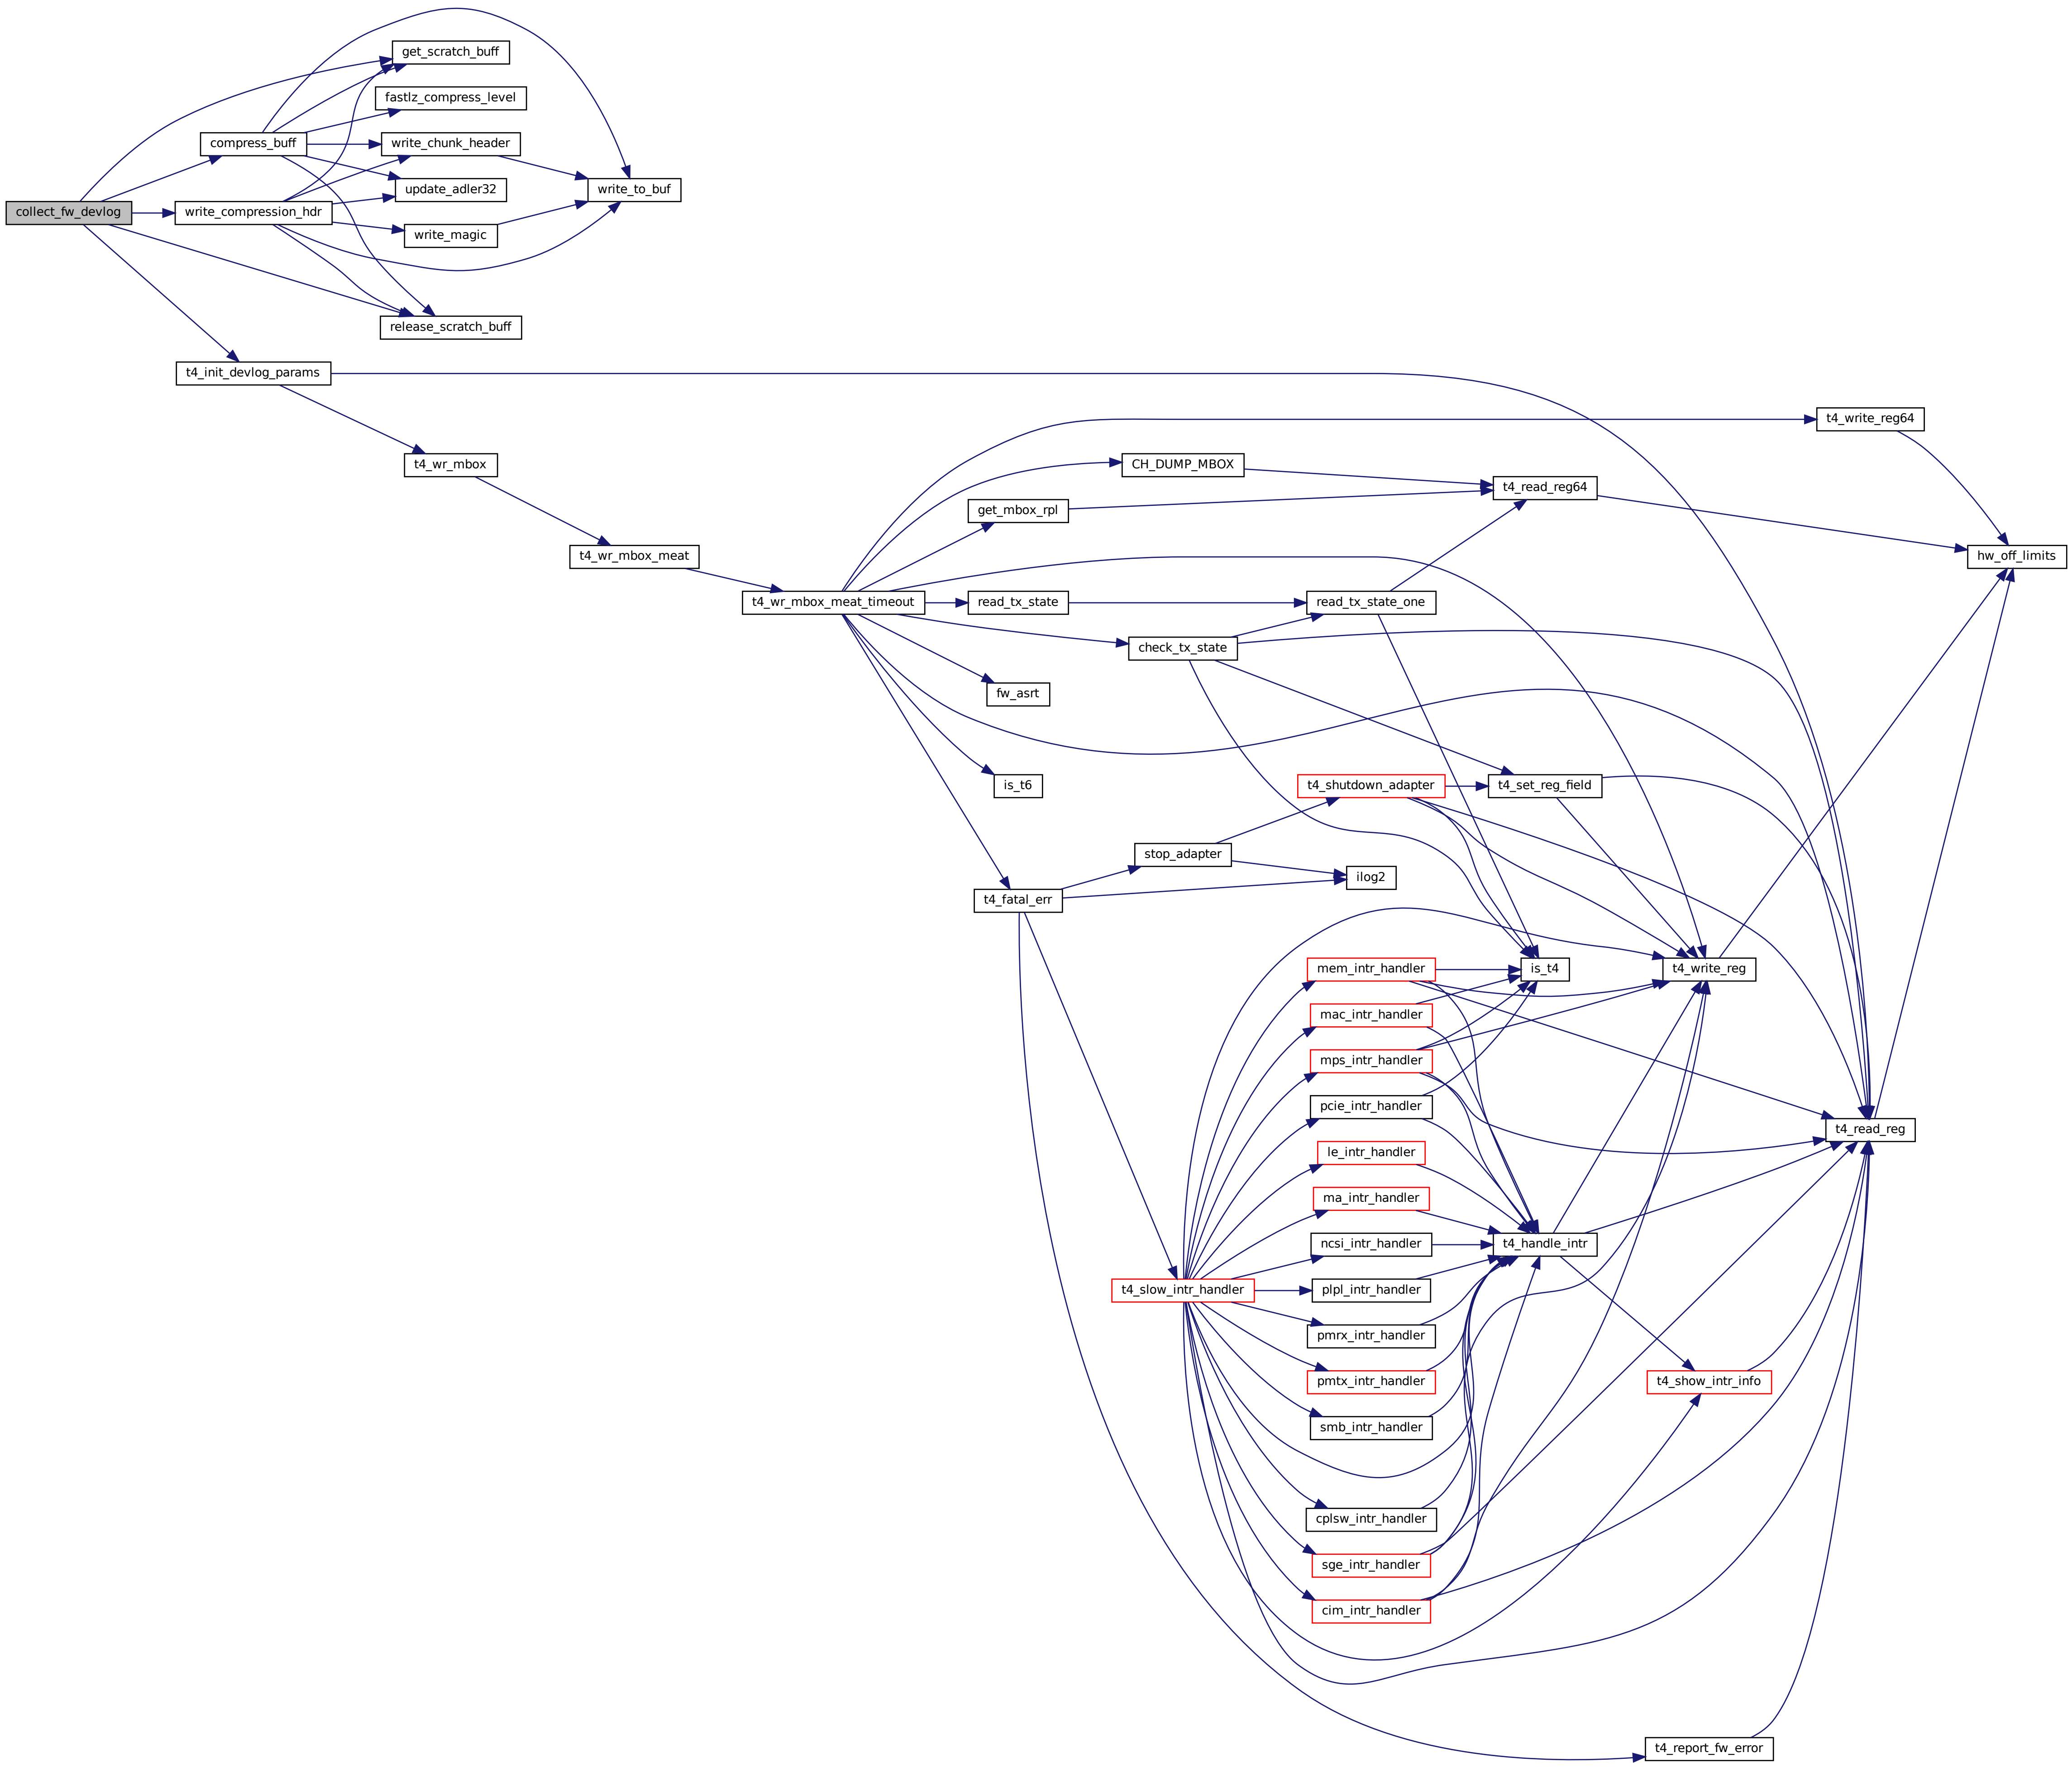 get_scratch_buff
fastlz_compress_level
compress_buff
write_chunk_header
update_adler32
write_to_buf
collect_fw_devlog
write_compression_hdr
write_magic
release_scratch_buff
t4_init_devlog_params
t4_write_reg64
t4_wr_mbox
CH_DUMP_MBOX
t4_read_reg64
get_mbox_rpl
t4_wr_mbox_meat
hw_off_limits
t4_wr_mbox_meat_timeout
read_tx_state
read_tx_state_one
check_tx_state
fw_asrt
is_t6
t4_shutdown_adapter
t4_set_reg_field
stop_adapter
ilog2
t4_fatal_err
mem_intr_handler
is_t4
t4_write_reg
mac_intr_handler
mps_intr_handler
pcie_intr_handler
t4_read_reg
le_intr_handler
ma_intr_handler
ncsi_intr_handler
t4_handle_intr
t4_slow_intr_handler
plpl_intr_handler
pmrx_intr_handler
pmtx_intr_handler
t4_show_intr_info
smb_intr_handler
cplsw_intr_handler
sge_intr_handler
cim_intr_handler
t4_report_fw_error